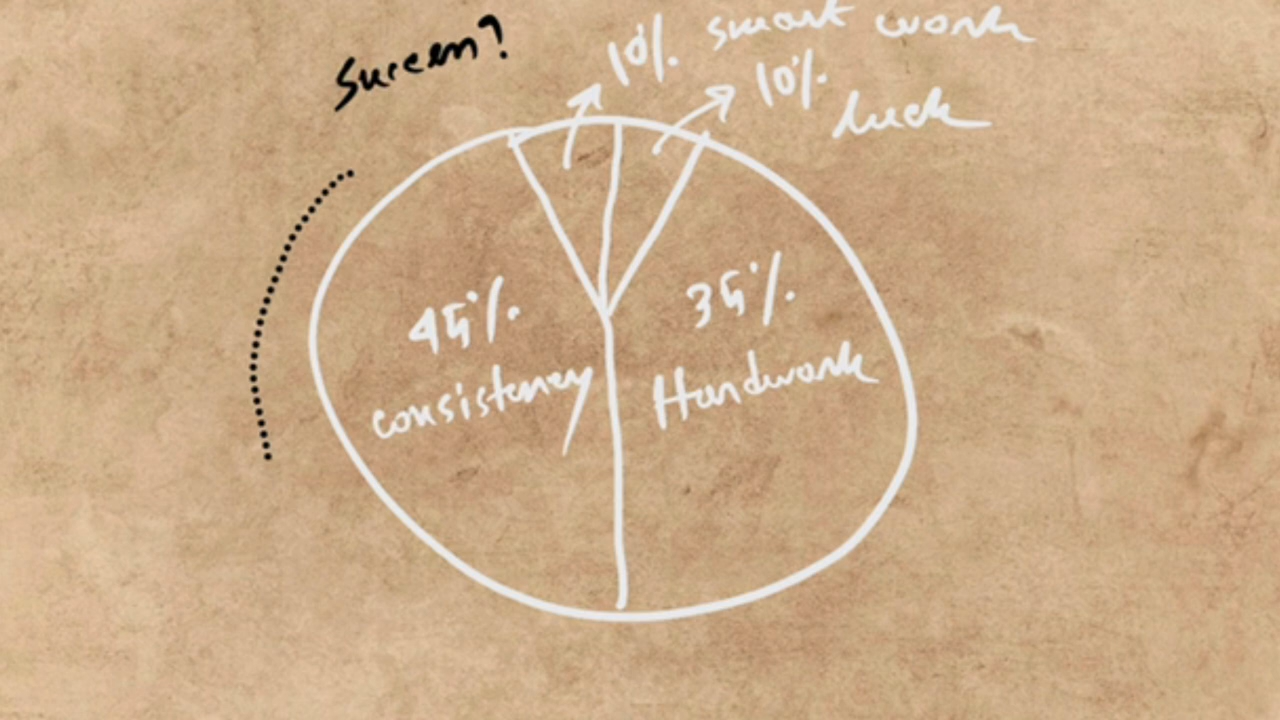 Success?
10% smart work
10%
luck
45%
consistency
35%
Hardwork